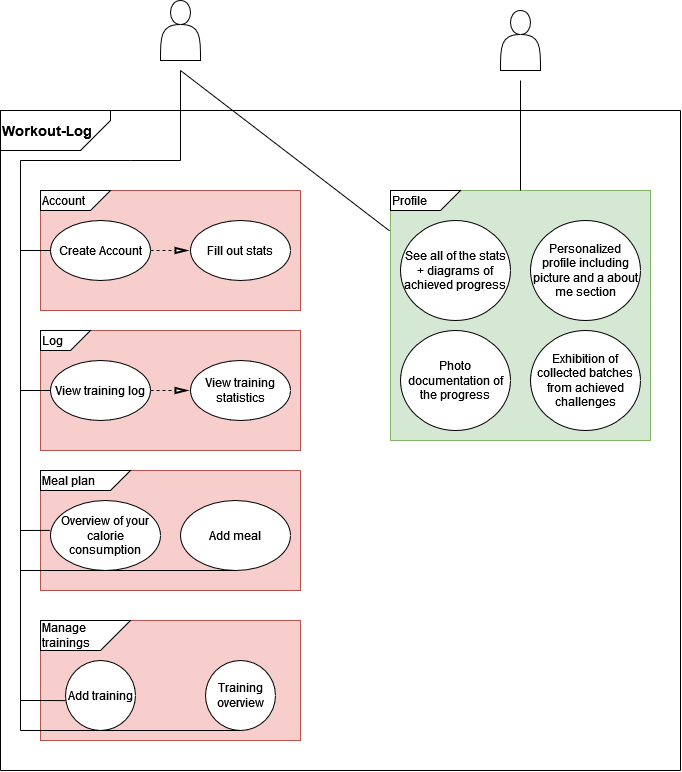 Workout-Log
Account
Create Account
Fill out stats
Log
View training log
View training
statistics
Meal plan
Overview of your
calorie
consumption
Add meal
Manage
trainings
Add training
Training
overview
Profile
See all of the stats
+ diagrams of
achieved progress
Personalized
profile including
picture and a about
me section
Photo
documentation of
the progress
Exhibition of
collected batches
from achieved
challenges